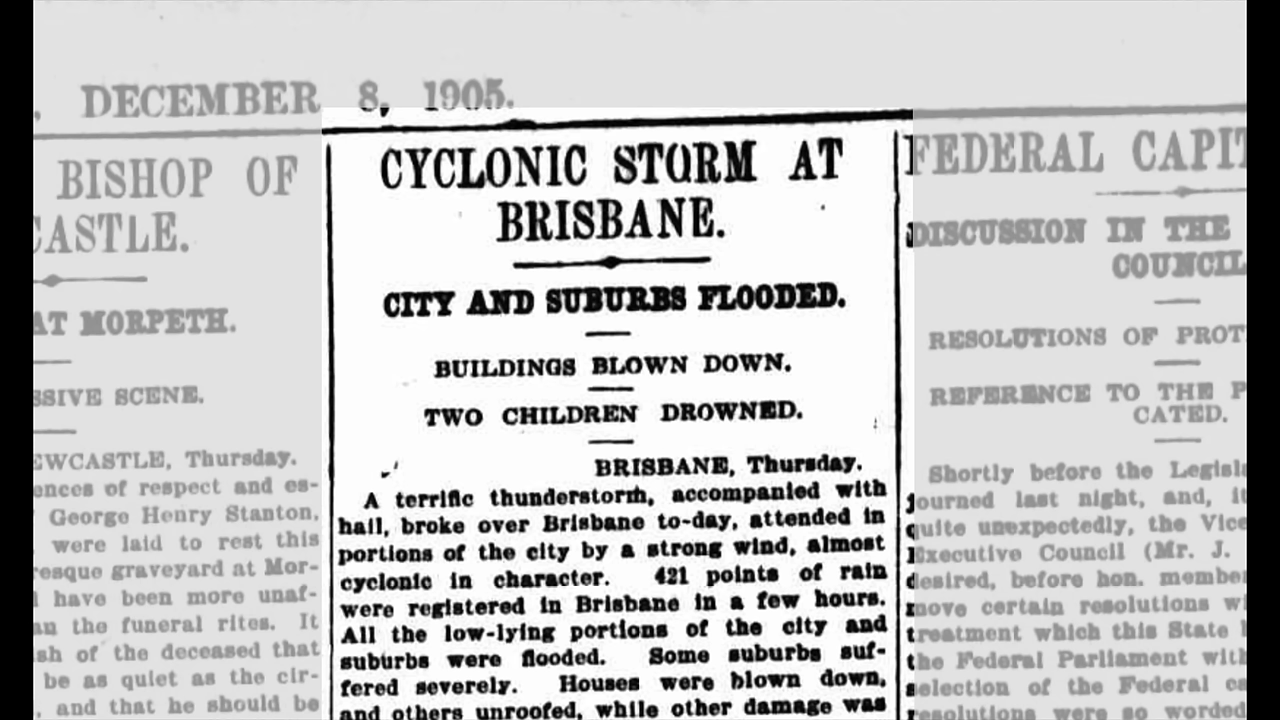 , DECEMBER 8, 1905.
BISHOP OF
CASTLE.
AT MORPETH.
SSIVE SCENE.
EWCASTLE, Thursday.
ences of respect and es-
George Henry Stanton,
were laid to rest this
resque graveyard at Mor-
have been more unaf-
an the funeral rites. It
sh of the deceased that
be as quiet as the cir-
, and that he should be
CYCLONIC STORM AT
BRISBANE.
CITY AND SUBURBS FLOODED.
BUILDINGS BLOWN DOWN.
TWO CHILDREN DROWNED.
BRISBANE, Thursday.
A terrific thunderstorm, accompanied with
hail, broke over Brisbane to-day, attended in
portions of the city by a strong wind, almost
cyclonic in character. 421 points of rain
were registered in Brisbane in a few hours.
All the low-lying portions of the city and
suburbs were flooded. Some suburbs suf-
fered severely. Houses were blown down,
and others unroofed, while other damage was
FEDERAL CAPIT
DISCUSSION IN THE
COUNCIL
RESOLUTIONS OF PROT
REFERENCE TO THE P
CATED.
Shortly before the Legisla
journed last night, and, it
quite unexpectedly, the Vice
Executive Council (Mr. J.
desired, before hon. member
move certain resolutions wi
treatment which this State
the Federal Parliament with
selection of the Federal ca
resolutions were so worded